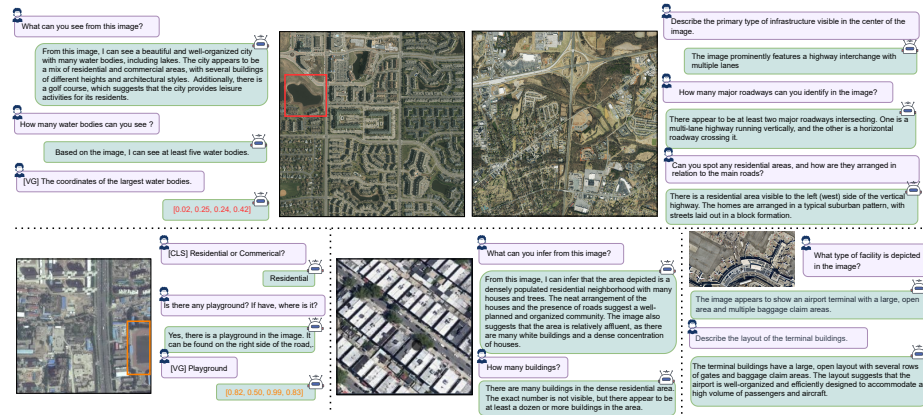 What can you see from this image?
From this image, I can see a beautiful and well-organized city
with many water bodies, including lakes. The city appears to
be a mix of residential and commercial areas, with several buildings
of different heights and architectural styles. Additionally, there is
a golf course, which suggests that the city provides leisure
activities for its residents.
How many water bodies can you see ?
Based on the image, I can see at least five water bodies.
[VG] The coordinates of the largest water bodies.
[0.02, 0.25, 0.24, 0.42]
Describe the primary type of infrastructure visible in the center of the
image.
The image prominently features a highway interchange with
multiple lanes
How many major roadways can you identify in the image?
There appear to be at least two major roadways intersecting. One is a
multi-lane highway running vertically, and the other is a horizontal
roadway crossing it.
Can you spot any residential areas, and how are they arranged in
relation to the main roads?
There is a residential area visible to the left (west) side of the vertical
highway. The homes are arranged in a typical suburban pattern, with
streets laid out in a block formation.
[CLS] Residential or Commerical?
Residential
Is there any playground? If have, where is it?
Yes, there is a playground in the image. It
can be found on the right side of the road,.
[VG] Playground
[0.82, 0.50, 0.99, 0.83]
What can you infer from this image?
From this image, I can infer that the area depicted is a
densely populated residential neighborhood with many
houses and trees. The neat arrangement of the
houses and the presence of roads suggest a well-
planned and organized community. The image also
suggests that the area is relatively affluent, as there
are many white buildings and a dense concentration
of houses.
How many buildings?
There are many buildings in the dense residential area.
The exact number is not visible, but there appear to be
at least a dozen or more buildings in the area.
What type of facility is depicted
in the image?
The image appears to show an airport terminal with a large, open
area and multiple baggage claim areas.
Describe the layout of the terminal buildings.
The terminal buildings have a large, open layout with several rows
of gates and baggage claim areas. The layout suggests that the
airport is well-organized and efficiently designed to accommodate a
high volume of passengers and aircraft.